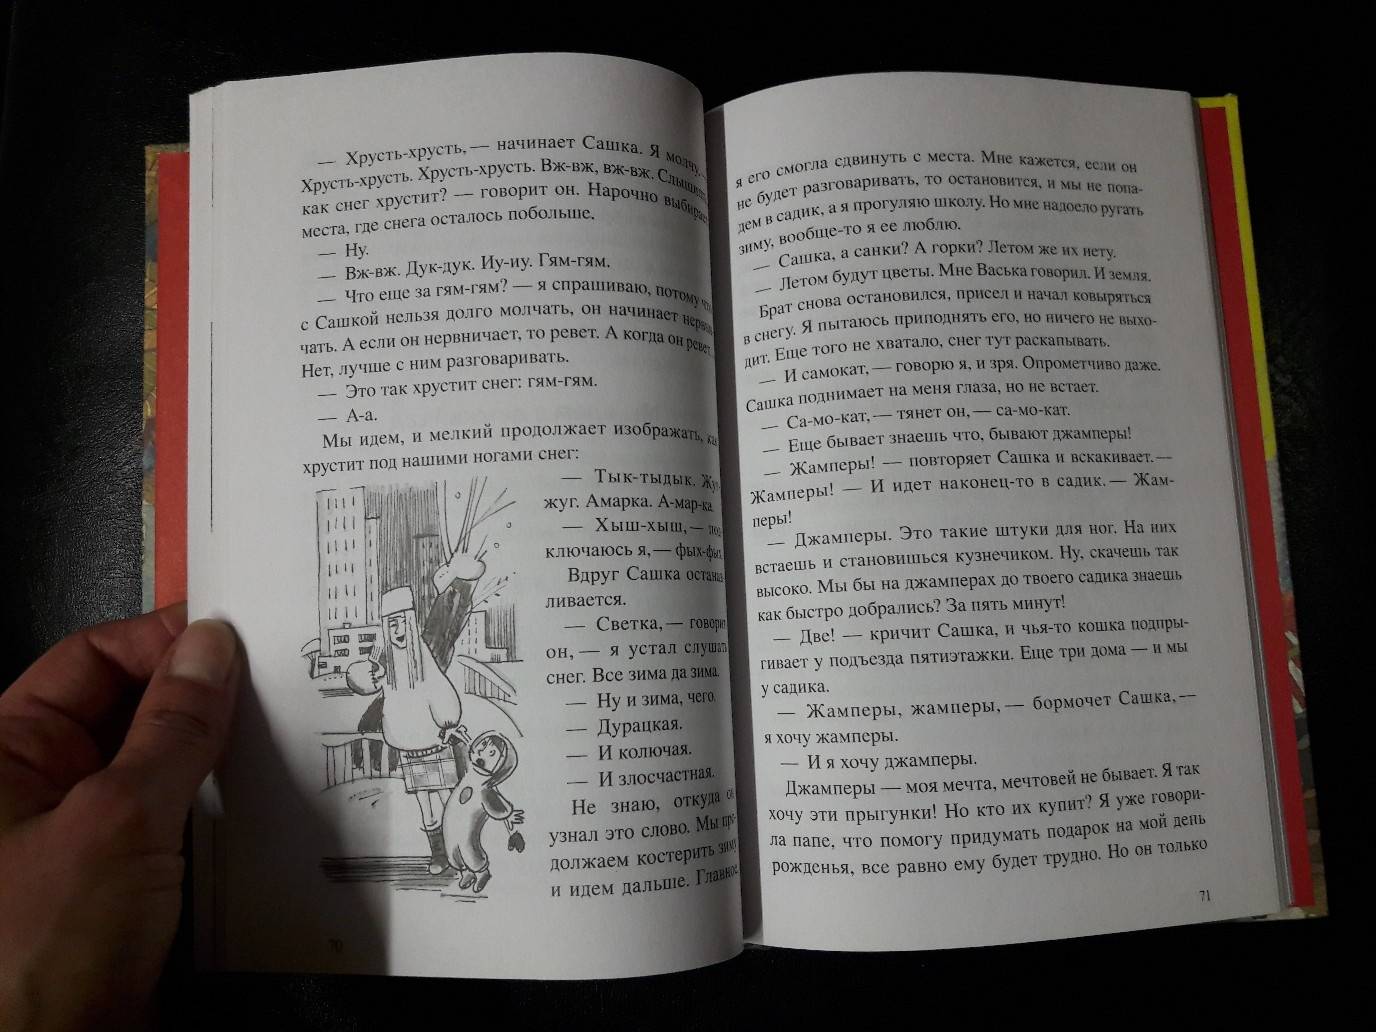 — Хрусть-хрусть, — начинает Сашка. Я молчу. —
Хрусть-хрусть. Хрусть-хрусть. Вж-вж, вж-вж. Слышишь,
как снег хрустит? — говорит он. Нарочно выбирает
места, где снега осталось побольше.
— Ну.
— Вж-вж. Дук-дук. Иу-иу. Гям-гям.
— Что еще за гям-гям? — я спрашиваю, потому что
с Сашкой нельзя долго молчать, он начинает нервни-
чать. А если он нервничает, то ревет. А когда он ревет...
Нет, лучше с ним разговаривать.
— Это так хрустит снег: гям-гям.
— А-а.
Мы идем, и мелкий продолжает изображать, как
хрустит под нашими ногами снег:
— Тык-тыдык. Жуг-
жуг. Амарка. А-мар-ка.
— Хыш-хыш, — под-
ключаюсь я, — фых-фых.
Вдруг Сашка останав-
ливается.
— Светка, — говорит
он, — я устал слушать
снег. Все зима да зима.
— Ну и зима, чего.
— Дурацкая.
— И колючая.
— И злосчастная.
Не знаю, откуда он
узнал это слово. Мы про-
должаем костерить зиму
и идем дальше. Главное,
70
я его смогла сдвинуть с места. Мне кажется, если он
не будет разговаривать, то остановится, и мы не попа-
дем в садик, а я прогуляю школу. Но мне надоело ругать
зиму, вообще-то я ее люблю.
— Сашка, а санки? А горки? Летом же их нету.
— Летом будут цветы. Мне Васька говорил. И земля.
Брат снова остановился, присел и начал ковыряться
в снегу. Я пытаюсь приподнять его, но ничего не выхо-
дит. Еще того не хватало, снег тут раскапывать.
— И самокат, — говорю я, и зря. Опрометчиво даже.
Сашка поднимает на меня глаза, но не встает.
— Са-мо-кат, — тянет он, — са-мо-кат.
— Еще бывает знаешь что, бывают джамперы!
— Жамперы! — повторяет Сашка и вскакивает. —
Жамперы! — И идет наконец-то в садик. — Жам-
перы!
— Джамперы. Это такие штуки для ног. На них
встаешь и становишься кузнечиком. Ну, скачешь так
высоко. Мы бы на джамперах до твоего садика знаешь
как быстро добрались? За пять минут!
— Две! — кричит Сашка, и чья-то кошка подпры-
гивает у подъезда пятиэтажки. Еще три дома — и мы
у садика.
— Жамперы, жамперы, — бормочет Сашка, —
я хочу жамперы.
— И я хочу джамперы.
Джамперы — моя мечта, мечтовей не бывает. Я так
хочу эти прыгунки! Но кто их купит? Я уже говори-
ла папе, что помогу придумать подарок на мой день
рожденья, все равно ему будет трудно. Но он только
71